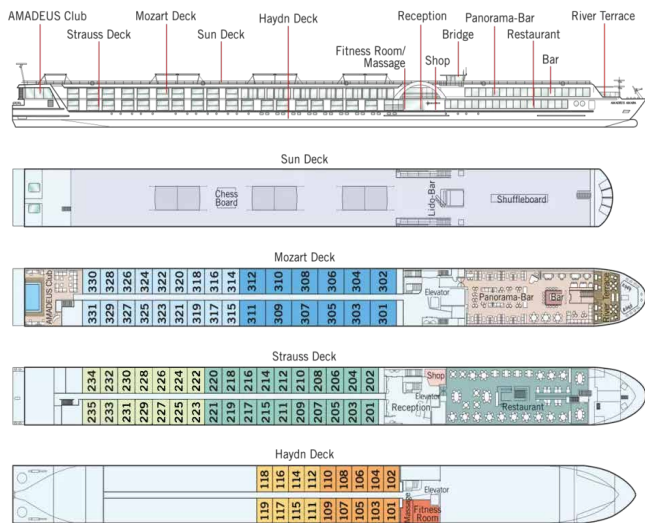 AMADEUS Club
Mozart Deck
Haydn Deck
Reception
Panorama-Bar
River Terrace
Strauss Deck
Sun Deck
Bridge
Restaurant
Fitness Room/
Massage
Shop
Bar
Sun Deck
Chess
Board
Lido-Bar
Shuffleboard
Mozart Deck
AMADEUS Club
330 328 326 324 322 320 318 316 314 312 310 308 306 304 302
Elevator
Panorama-Bar
Bar
River Terrace
331 329 327 325 323 321 319 317 315 311 309 307 305 303 301
Strauss Deck
234 232 230 228 226 224 222 220 218 216 214 212 210 208 206 204 202
Shop
Elevator
Reception
Restaurant
235 233 231 229 227 225 223 221 219 217 215 211 209 207 205 203 201
Haydn Deck
118 116 114 112 110 108 106 104 102
Elevator
119 117 115 111 109 107 105 103 101
Massage
Fitness
Room